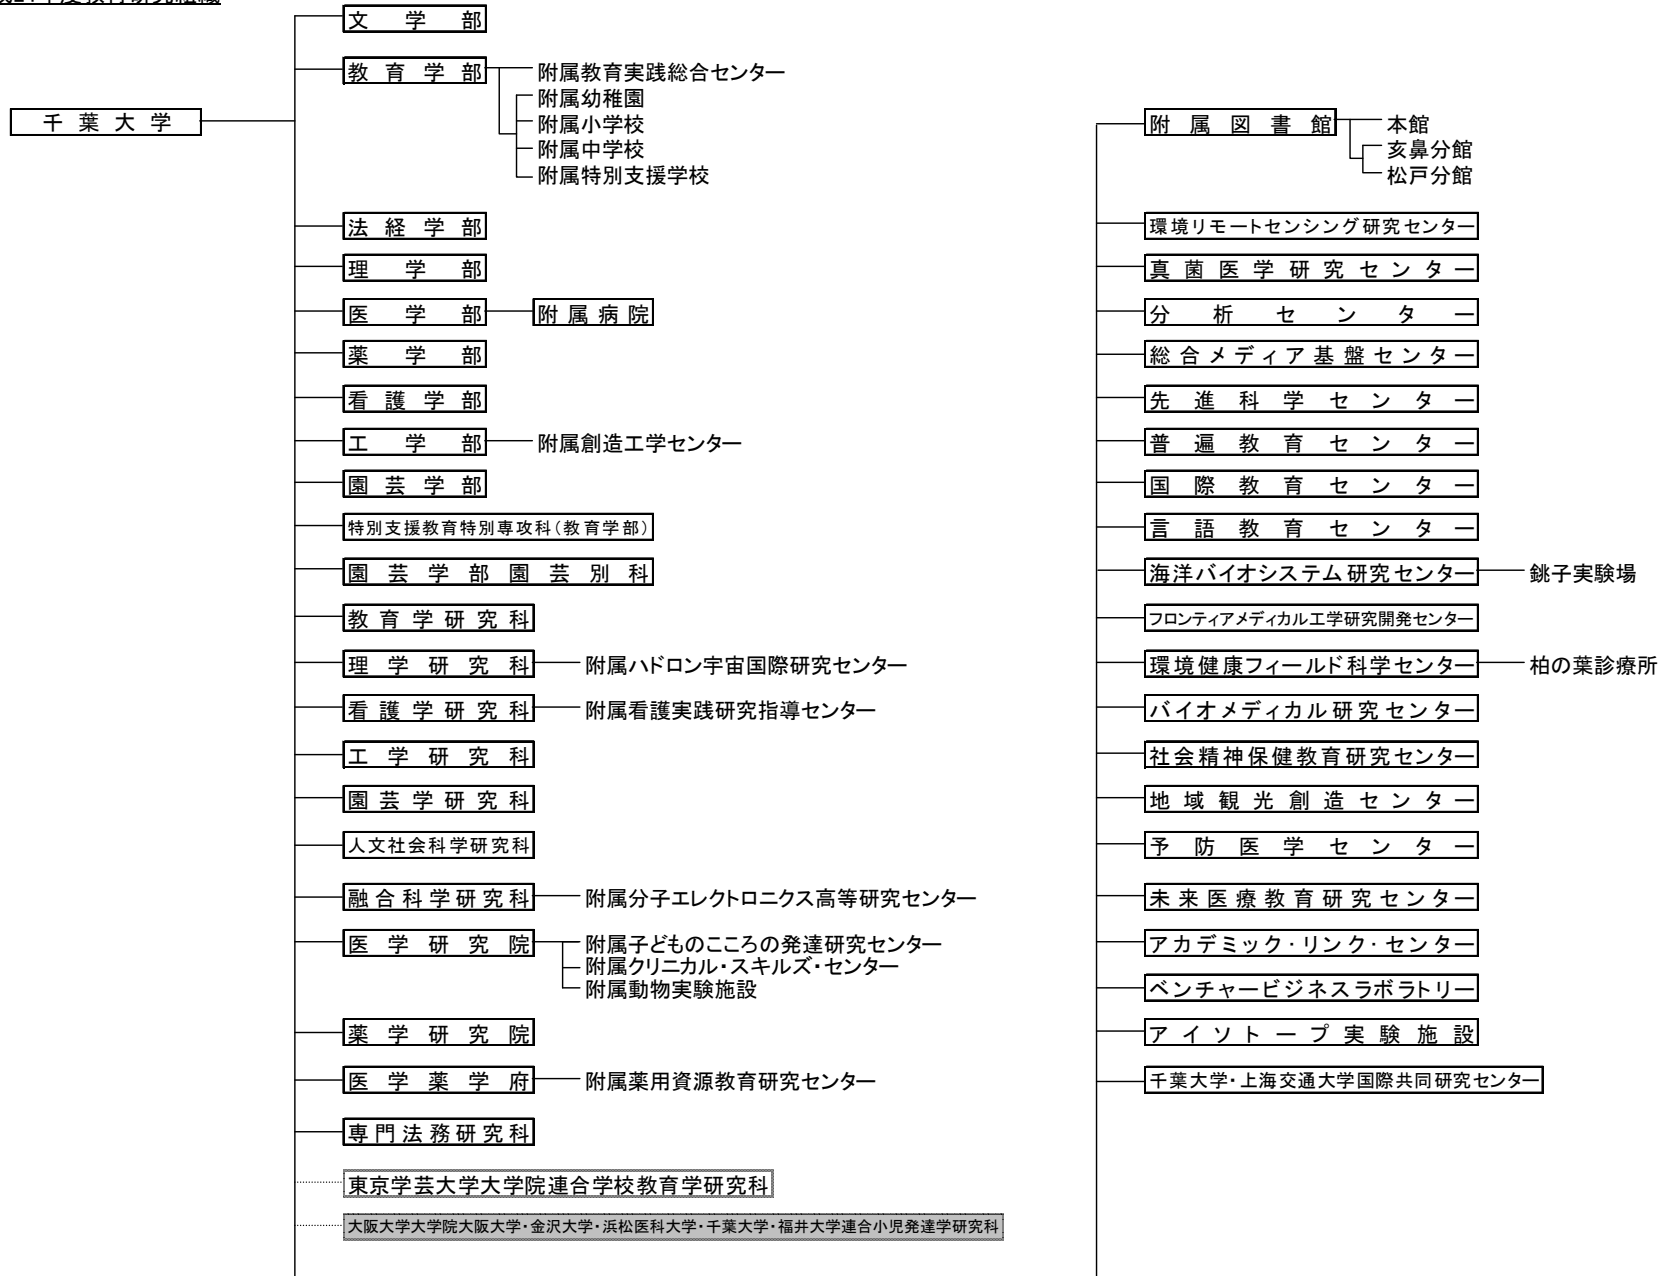 年度教育研究組織
千葉大学
文学部
教育学部
附属教育実践総合センター
附属幼稚園
附属小学校
附属中学校
附属特別支援学校
法経学部
理学部
医学部
附属病院
薬学部
看護学部
工学部
附属創造工学センター
園芸学部
特別支援教育特別専攻科(教育学部)
園芸学部園芸別科
教育学研究科
理学研究科
附属ハドロン宇宙国際研究センター
看護学研究科
附属看護実践研究指導センター
工学研究科
園芸学研究科
人文社会科学研究科
融合科学研究科
附属分子エレクトロニクス高等研究センター
医学研究院
附属子どものこころの発達研究センター
附属クリニカル・スキルズ・センター
附属動物実験施設
薬学研究院
医学薬学府
附属薬用資源教育研究センター
専門法務研究科
東京学芸大学大学院連合学校教育学研究科
大阪大学大学院大阪大学・金沢大学・浜松医科大学・千葉大学・福井大学連合小児発達学研究科
附属図書館
本館
亥鼻分館
松戸分館
環境リモートセンシング研究センター
真菌医学研究センター
分析センター
総合メディア基盤センター
先進科学センター
普遍教育センター
国際教育センター
言語教育センター
海洋バイオシステム研究センター
銚子実験場
フロンティアメディカル工学研究開発センター
環境健康フィールド科学センター
柏の葉診療所
バイオメディカル研究センター
社会精神保健教育研究センター
地域観光創造センター
予防医学センター
未来医療教育研究センター
アカデミック・リンク・センター
ベンチャービジネスラボラトリー
アイソトープ実験施設
千葉大学・上海交通大学国際共同研究センター